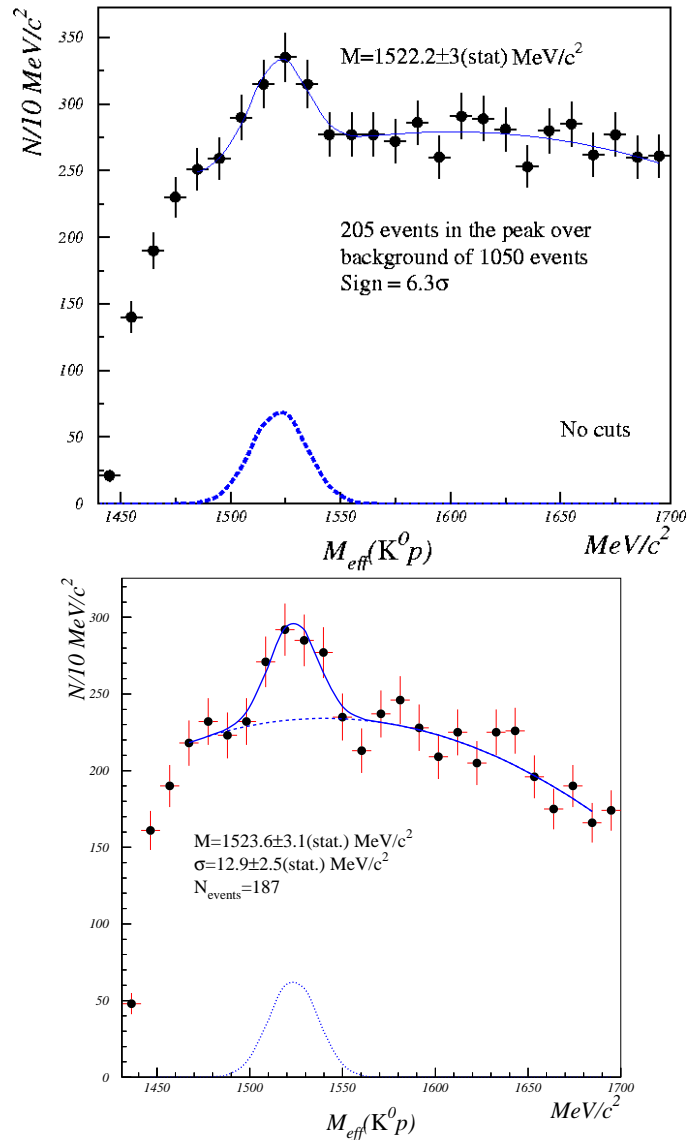 N/10 MeV/c²
350
300
250
200
150
100
50
0
M=1522.2±3(stat) MeV/c²
205 events in the peak over
background of 1050 events
Sign = 6.3σ
No cuts
1450
1500
1550
1600
1650
1700
M_eff(K⁰p)
MeV/c²
N/10 MeV/c²
300
250
200
150
100
50
0
M=1523.6±3.1(stat.) MeV/c²
σ=12.9±2.5(stat.) MeV/c²
N_events=187
1450
1500
1550
1600
1650
1700
M_eff(K⁰p)
MeV/c²